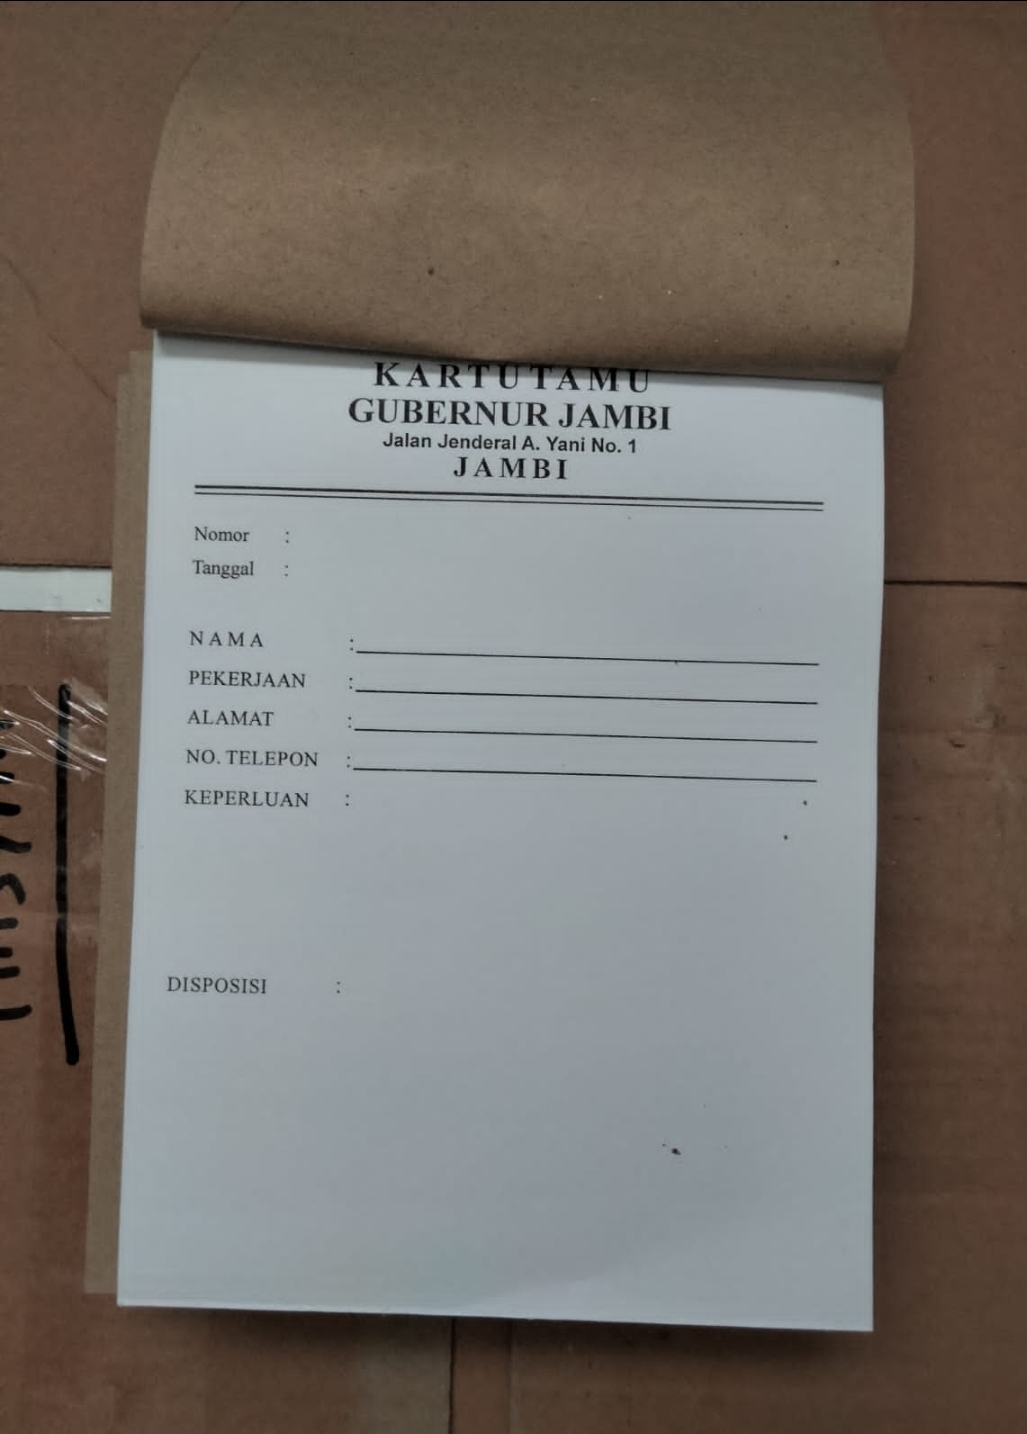 KARTU TAMU
GUBERNUR JAMBI
Jalan Jenderal A. Yani No. 1
JAMBI
Nomor :
Tanggal :
NAMA :
PEKERJAAN :
ALAMAT :
NO. TELEPON :
KEPERLUAN :
DISPOSISI :